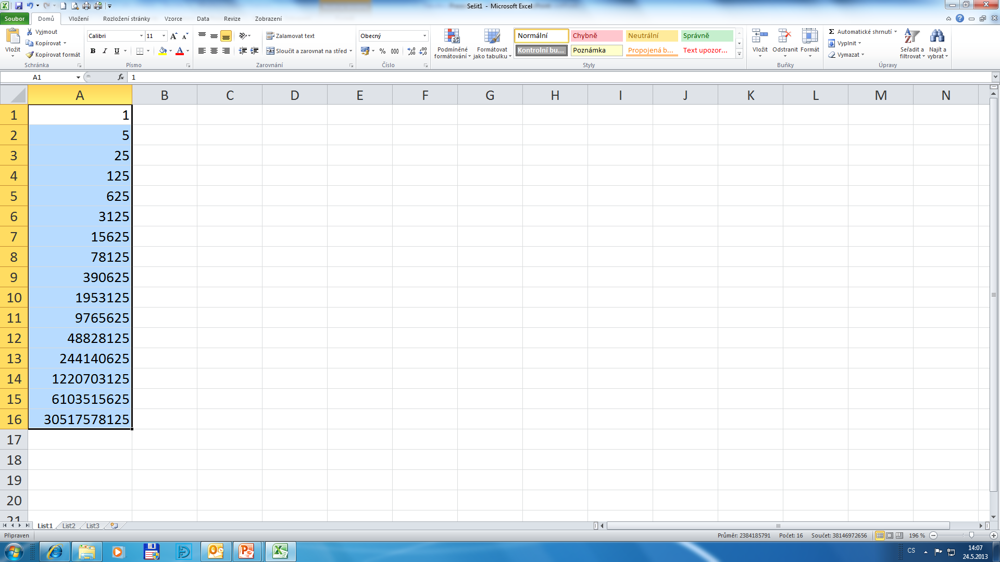 Sešit1 - Microsoft Excel
Soubor Domů Vložení Rozložení stránky Vzorce Data Revize Zobrazení
Vložit
Vyjmout
Kopírovat
Kopírovat formát
Schránka
Calibri 11
B I U
Písmo
Zalamovat text
Sloučit a zarovnat na střed
Zarovnání
Obecný
% 000
Číslo
Podmíněné formátování
Formátovat jako tabulku
Normální Chybně Neutrální Správně
Kontrolní bu... Poznámka Propojená b... Text upozor...
Styly
Vložit Odstranit Formát
Buňky
Σ Automatické shrnutí
Vyplnit
Vymazat
Seřadit a filtrovat
Najít a vybrat
Úpravy
A1 fx 1
A B C D E F G H I J K L M N
1 1
2 5
3 25
4 125
5 625
6 3125
7 15625
8 78125
9 390625
10 1953125
11 9765625
12 48828125
13 244140625
14 1220703125
15 6103515625
16 30517578125
17
18
19
20
21
List1 List2 List3
Připraven Průměr: 2384185791 Počet: 16 Součet: 38146972656 196 %
CS 14:07
24.5.2013